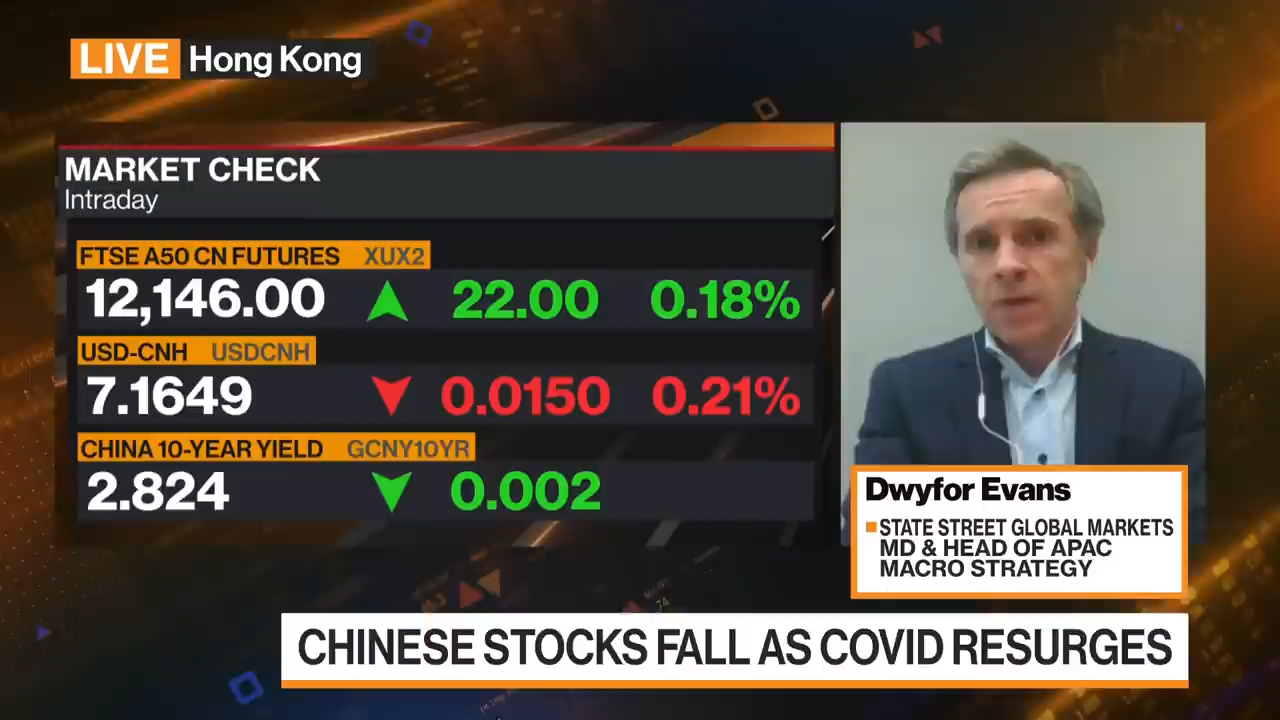 LIVE Hong Kong
MARKET CHECK
Intraday
FTSE A50 CN FUTURES XUX2
12,146.00 ▲ 22.00 0.18%
USD-CNH USDCNH
7.1649 ▼ 0.0150 0.21%
CHINA 10-YEAR YIELD GCNY10YR
2.824 ▼ 0.002
Dwyfor Evans
STATE STREET GLOBAL MARKETS
MD & HEAD OF APAC
MACRO STRATEGY
CHINESE STOCKS FALL AS COVID RESURGES